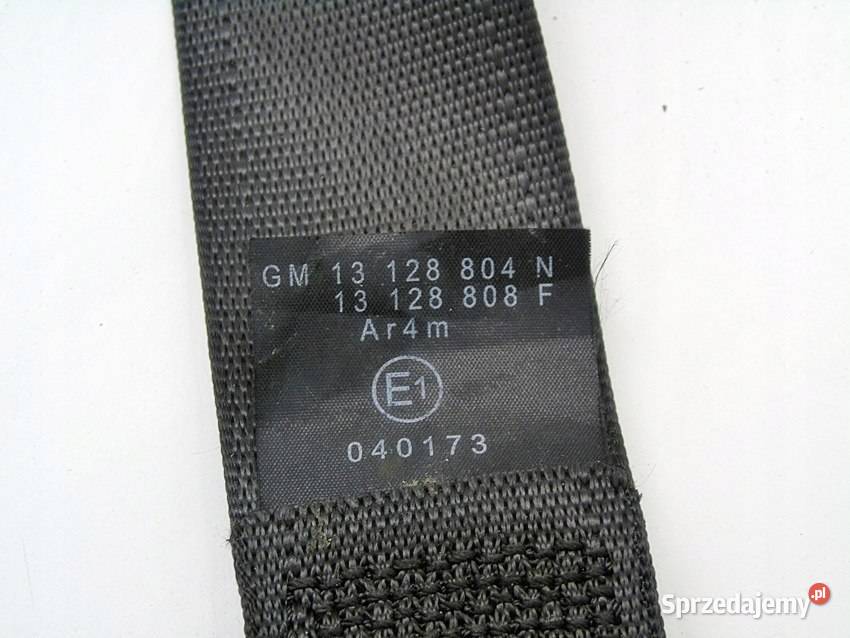 GM 13 128 804 N
13 128 808 F
Ar4m
E1
040173
Sprzedajemy.pl